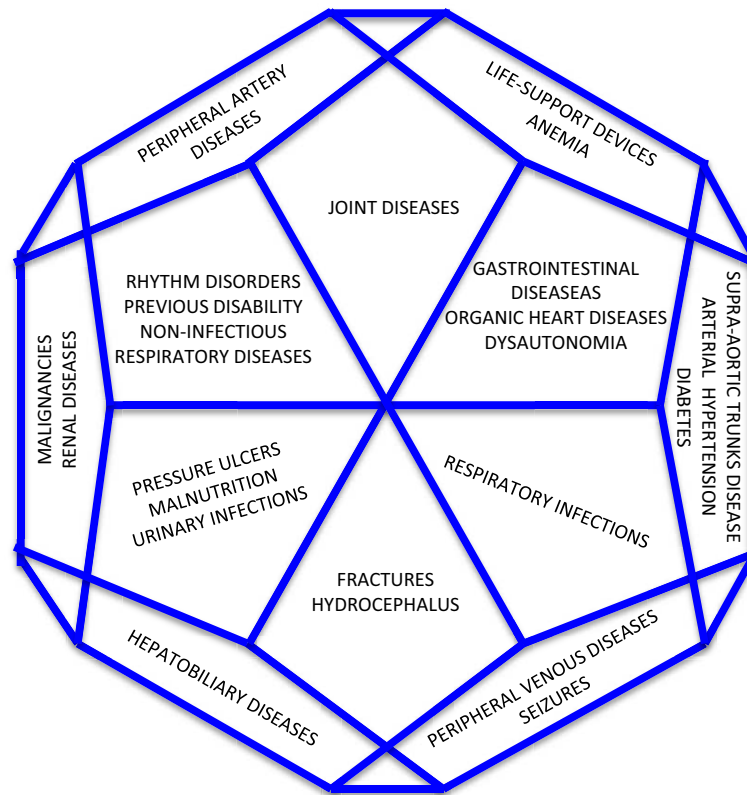 PERIPHERAL ARTERY
DISEASES
LIFE-SUPPORT DEVICES
ANEMIA
JOINT DISEASES
RHYTHM DISORDERS
PREVIOUS DISABILITY
NON-INFECTIOUS
RESPIRATORY DISEASES
GASTROINTESTINAL
DISEASEAS
ORGANIC HEART DISEASES
DYSAUTONOMIA
MALIGNANCIES
RENAL DISEASES
SUPRA-AORTIC TRUNKS DISEASE
ARTERIAL HYPERTENSION
DIABETES
PRESSURE ULCERS
MALNUTRITION
URINARY INFECTIONS
RESPIRATORY INFECTIONS
FRACTURES
HYDROCEPHALUS
HEPATOBILIARY DISEASES
PERIPHERAL VENOUS DISEASES
SEIZURES